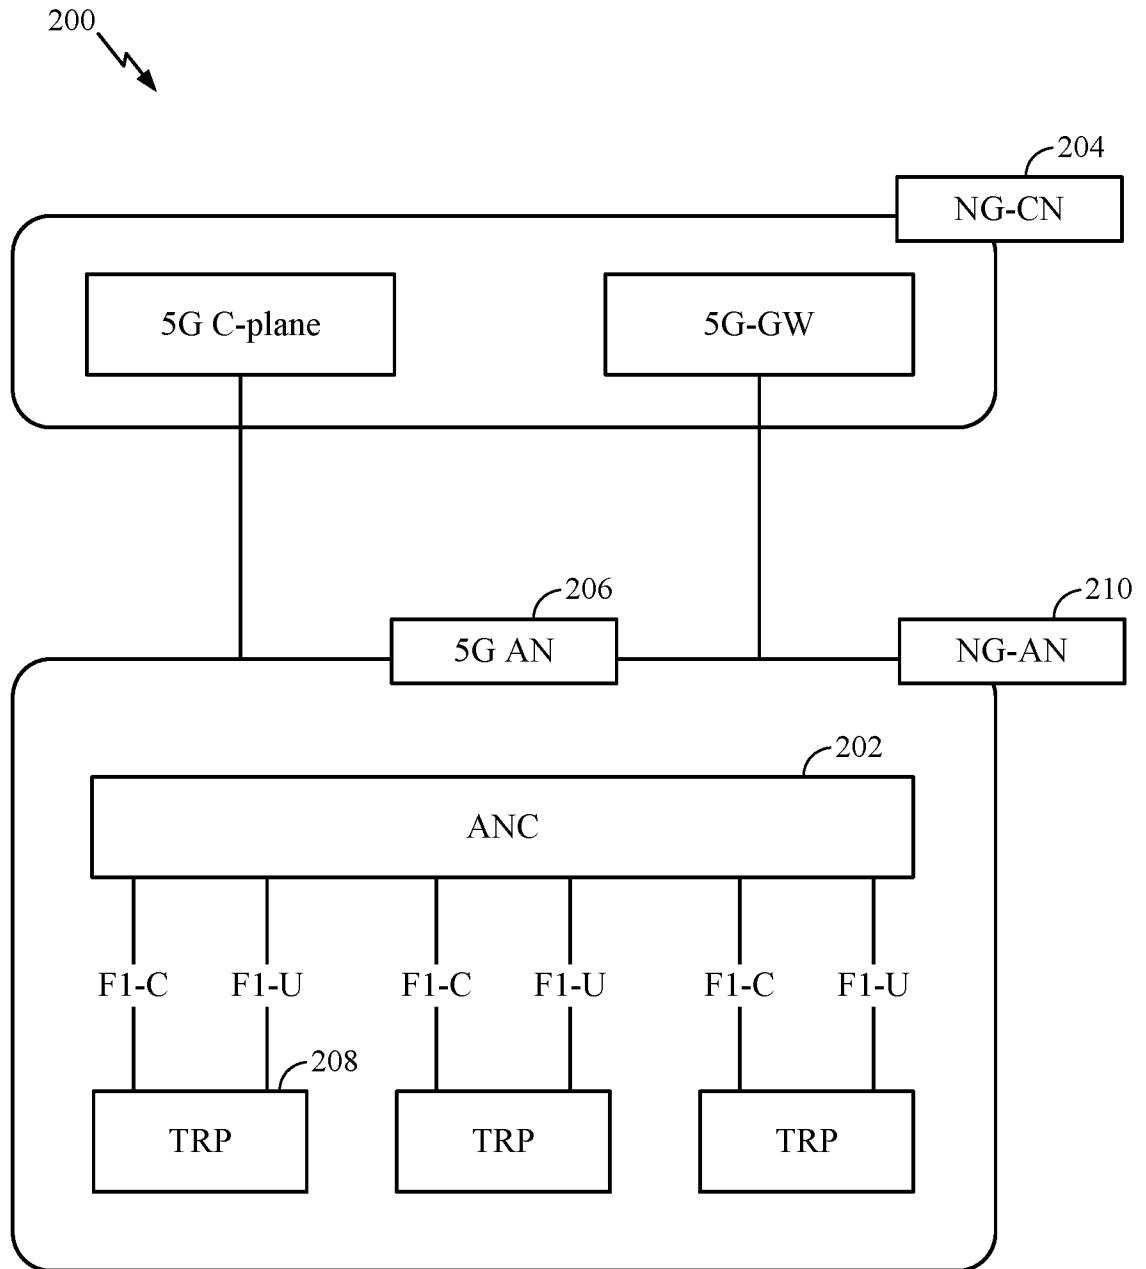 200
204
NG-CN
5G C-plane
5G-GW
206
210
5G AN
NG-AN
202
ANC
F1-C F1-U F1-C F1-U F1-C F1-U
208
TRP TRP TRP